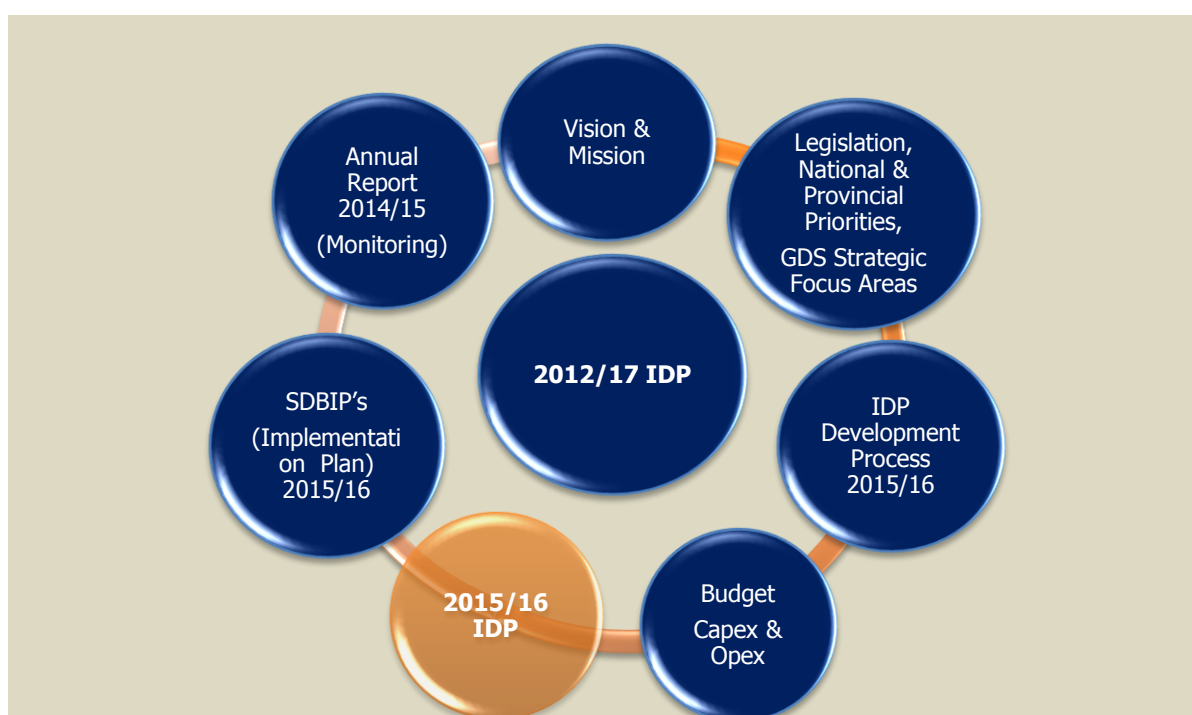 Vision &
Mission
Legislation,
National &
Provincial
Priorities,
GDS Strategic
Focus Areas
IDP
Development
Process
2015/16
Budget
Capex &
Opex
2015/16
IDP
SDBIP’s
(Implementati
on Plan)
2015/16
Annual
Report
2014/15
(Monitoring)
2012/17 IDP